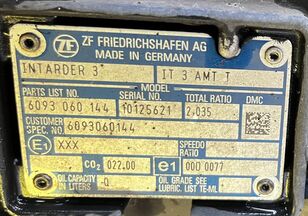 ZF FRIEDRICHSHAFEN AG
MADE IN GERMANY
INTARDER 3 IT 3 AMT T
MODEL
PARTS LIST NO. SERIAL NO. TOTAL RATIO DMC
6093 060 144 10125621 2,035
CUSTOMER SPEC. NO 6093060144
E1 XXX SPEEDO RATIO
CO2 022.00 e1 000 0077
OIL CAPACITY IN LITERS OIL GRADE SEE LUBRIC. LIST TE-ML